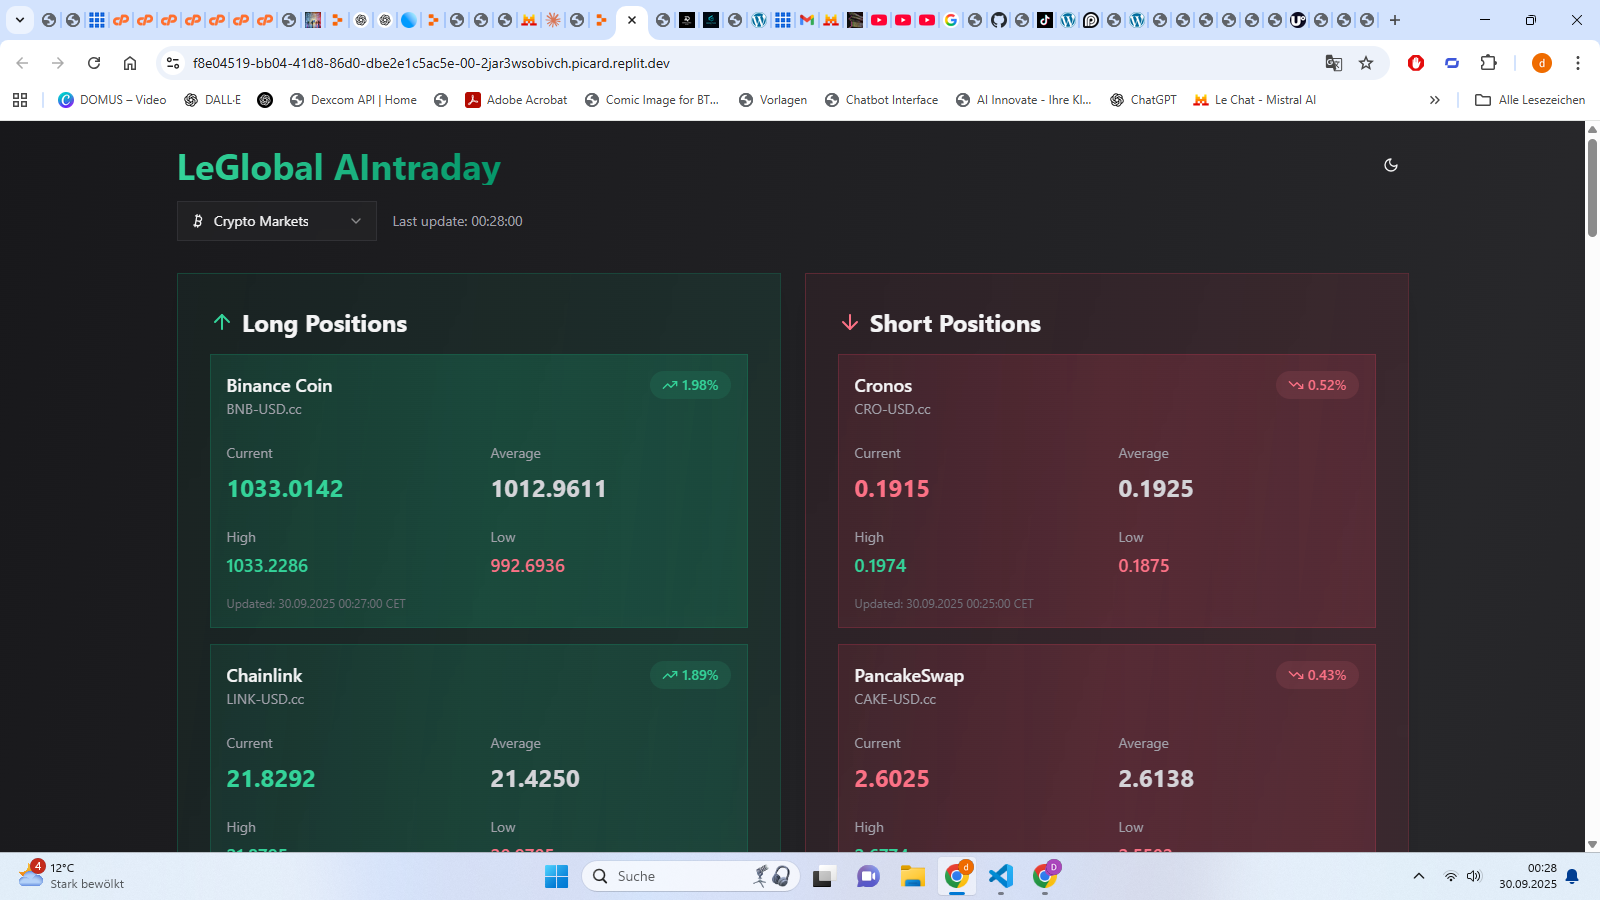 f8e04519-bb04-41d8-86d0-dbe2e1c5ac5e-00-2jar3wsobivch.picard.replit.dev
d
DOMUS – Video
DALL·E
Dexcom API | Home
Adobe Acrobat
Comic Image for BT...
Vorlagen
Chatbot Interface
AI Innovate - Ihre KI...
ChatGPT
Le Chat - Mistral AI
Alle Lesezeichen
LeGlobal AIntraday
Crypto Markets
Last update: 00:28:00
Long Positions
Binance Coin
1.98%
BNB-USD.cc
Current
Average
1033.0142
1012.9611
High
Low
1033.2286
992.6936
Updated: 30.09.2025 00:27:00 CET
Chainlink
1.89%
LINK-USD.cc
Current
Average
21.8292
21.4250
High
Low
Short Positions
Cronos
0.52%
CRO-USD.cc
Current
Average
0.1915
0.1925
High
Low
0.1974
0.1875
Updated: 30.09.2025 00:25:00 CET
PancakeSwap
0.43%
CAKE-USD.cc
Current
Average
2.6025
2.6138
High
Low
4
12°C
Stark bewölkt
Suche
d
D
00:28
30.09.2025